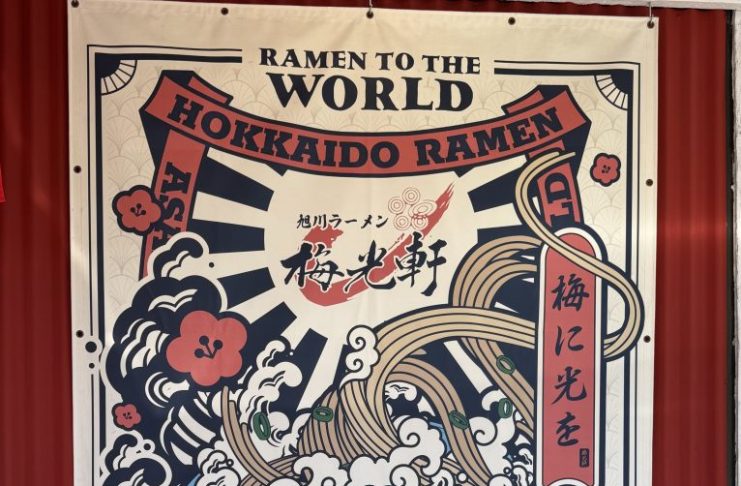 RAMEN TO THE
WORLD
HOKKAIDO RAMEN
旭川ラーメン
梅光軒
梅に光を